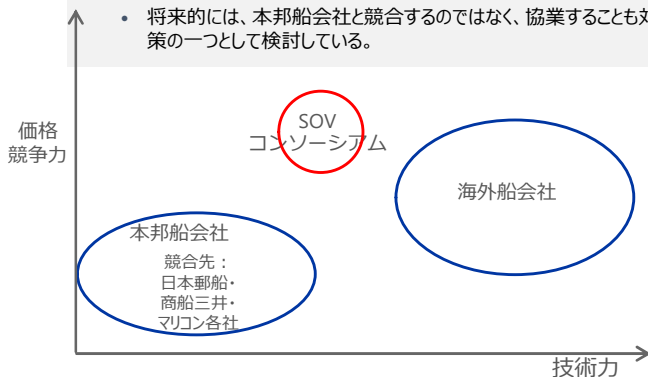 • 将来的には、本邦船会社と競合するのではなく、協業することも対
策の一つとして検討している。
価格
競争力
SOV
コンソーシアム
海外船会社
本邦船会社
競合先：
日本郵船・
商船三井・
マリコン各社
技術力